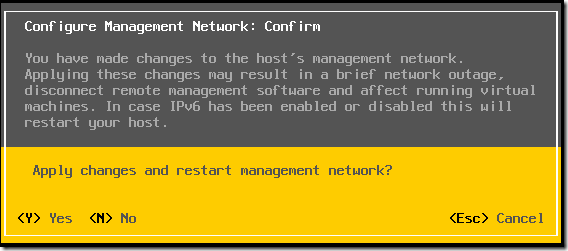 Configure Management Network: Confirm
You have made changes to the host's management network.
Applying these changes may result in a brief network outage,
disconnect remote management software and affect running virtual
machines. In case IPv6 has been enabled or disabled this will
restart your host.
Apply changes and restart management network?
<Y> Yes <N> No <Esc> Cancel